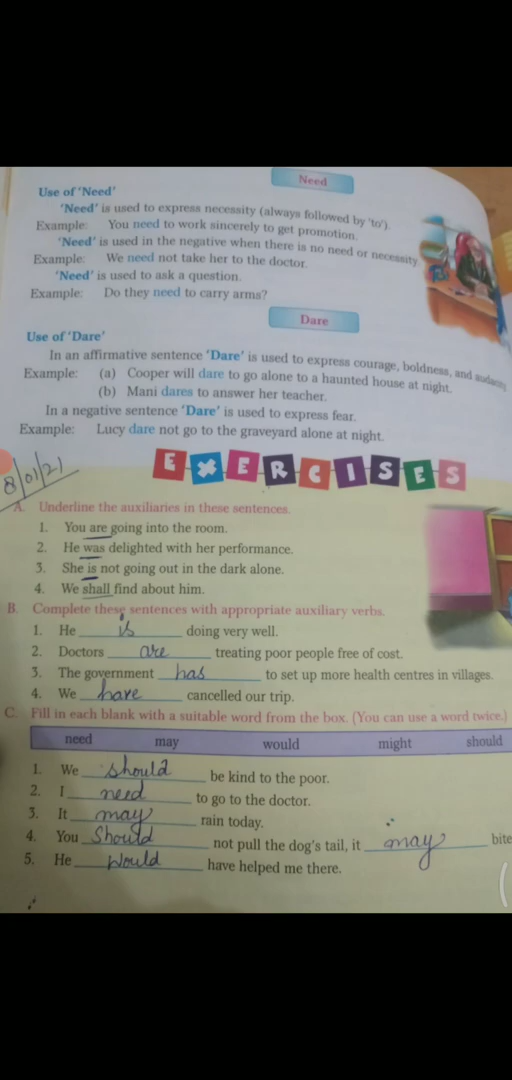 Need
Use of 'Need'
'Need' is used to express necessity (always followed by 'to').
Example: You need to work sincerely to get promotion.
'Need' is used in the negative when there is no need or necessity
Example: We need not take her to the doctor.
'Need' is used to ask a question.
Example: Do they need to carry arms?
Dare
Use of 'Dare'
In an affirmative sentence 'Dare' is used to express courage, boldness, and audacity
Example: (a) Cooper will dare to go alone to a haunted house at night.
(b) Mani dares to answer her teacher.
In a negative sentence 'Dare' is used to express fear.
Example: Lucy dare not go to the graveyard alone at night.
EXERCISES
8/01/21
A. Underline the auxiliaries in these sentences.
1. You are going into the room.
2. He was delighted with her performance.
3. She is not going out in the dark alone.
4. We shall find about him.
B. Complete these sentences with appropriate auxiliary verbs.
1. He is doing very well.
2. Doctors are treating poor people free of cost.
3. The government has to set up more health centres in villages.
4. We have cancelled our trip.
C. Fill in each blank with a suitable word from the box. (You can use a word twice.)
need may would might should
1. We should be kind to the poor.
2. I need to go to the doctor.
3. It may rain today.
4. You Should not pull the dog's tail, it may bite
5. He Would have helped me there.